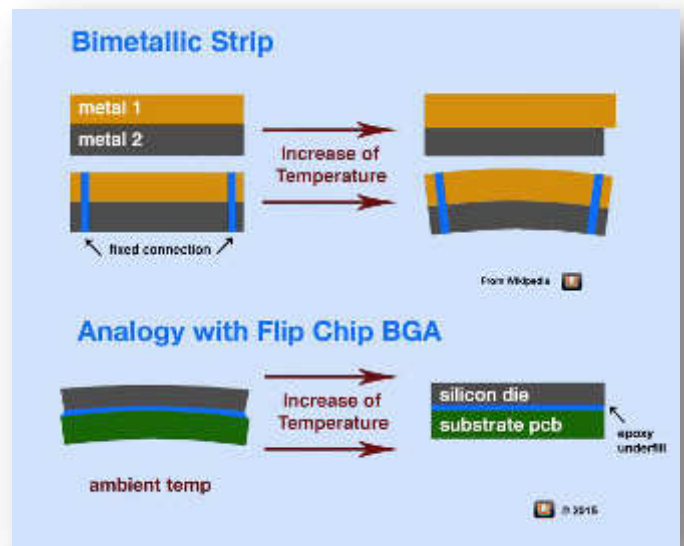 Bimetallic Strip
metal 1
metal 2
Increase of
Temperature
fixed connection
From Wikipedia
Analogy with Flip Chip BGA
Increase of
Temperature
silicon die
substrate pcb
epoxy
underfill
ambient temp
© 2015